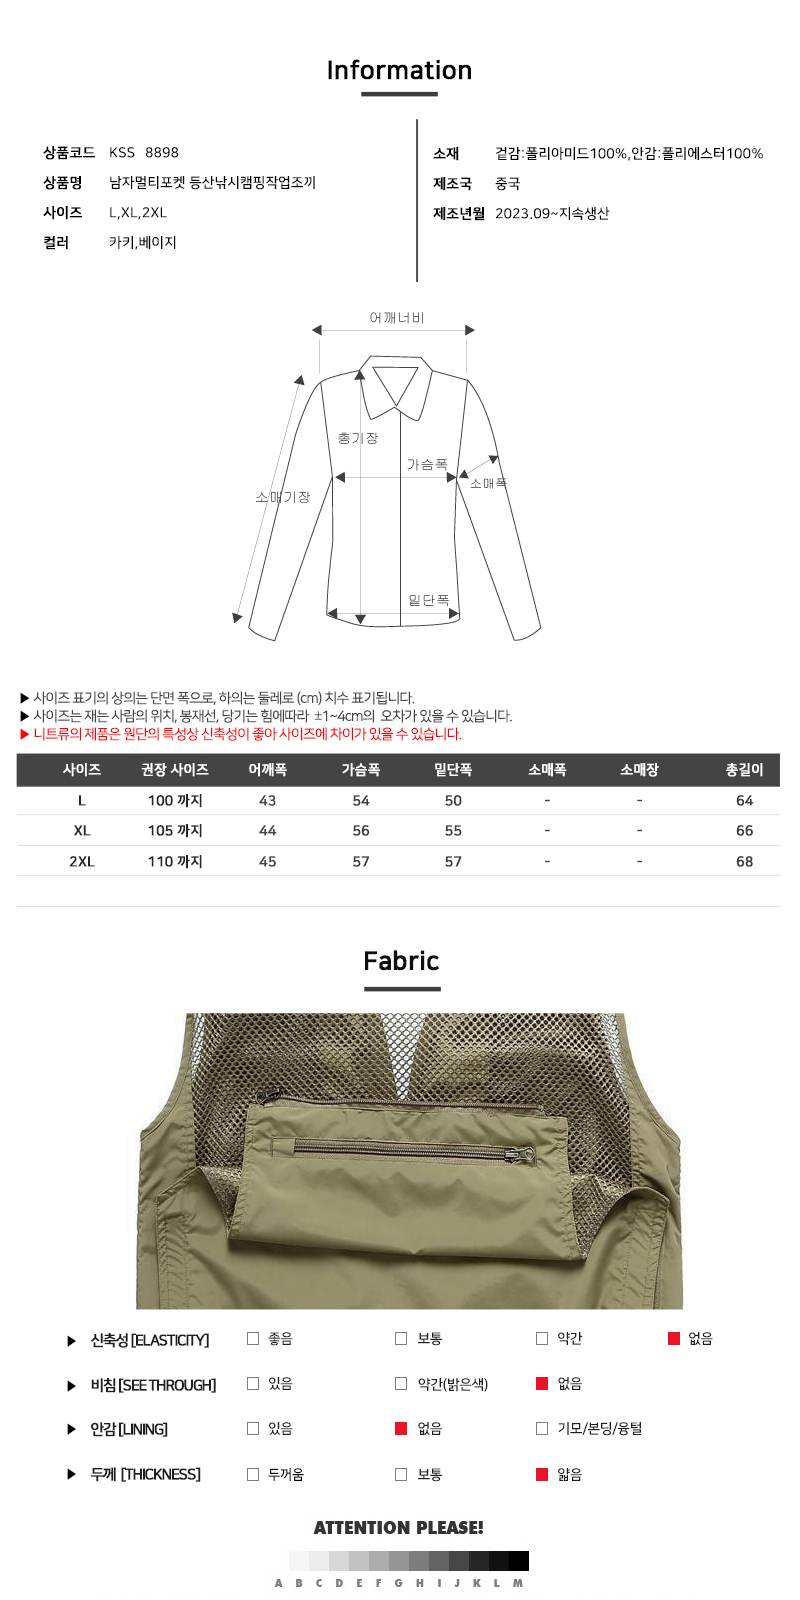 Information
상품코드 KSS 8898
상품명 남자멀티포켓 등산낚시캠핑작업조끼
사이즈 L,XL,2XL
컬러 카키,베이지
소재 겉감:폴리아미드100%,안감:폴리에스터100%
제조국 중국
제조년월 2023.09~지속생산
어깨너비
총기장
가슴폭
소매폭
소매기장
밑단폭
▶ 사이즈 표기의 상의는 단면 폭으로, 하의는 둘레로 (cm) 치수 표기됩니다.
▶ 사이즈는 재는 사람의 위치, 봉재선, 당기는 힘에따라 ±1~4cm의 오차가 있을 수 있습니다.
▶ 니트류의 제품은 원단의 특성상 신축성이 좋아 사이즈에 차이가 있을 수 있습니다.
사이즈 권장 사이즈 어깨폭 가슴폭 밑단폭 소매폭 소매장 총길이
L 100 까지 43 54 50 - - 64
XL 105 까지 44 56 55 - - 66
2XL 110 까지 45 57 57 - - 68
Fabric
▶ 신축성 [ELASTICITY] 좋음 보통 약간 없음
▶ 비침 [SEE THROUGH] 있음 약간(밝은색) 없음
▶ 안감 [LINING] 있음 없음 기모/본딩/융털
▶ 두께 [THICKNESS] 두꺼움 보통 얇음
ATTENTION PLEASE!
A B C D E F G H I J K L M